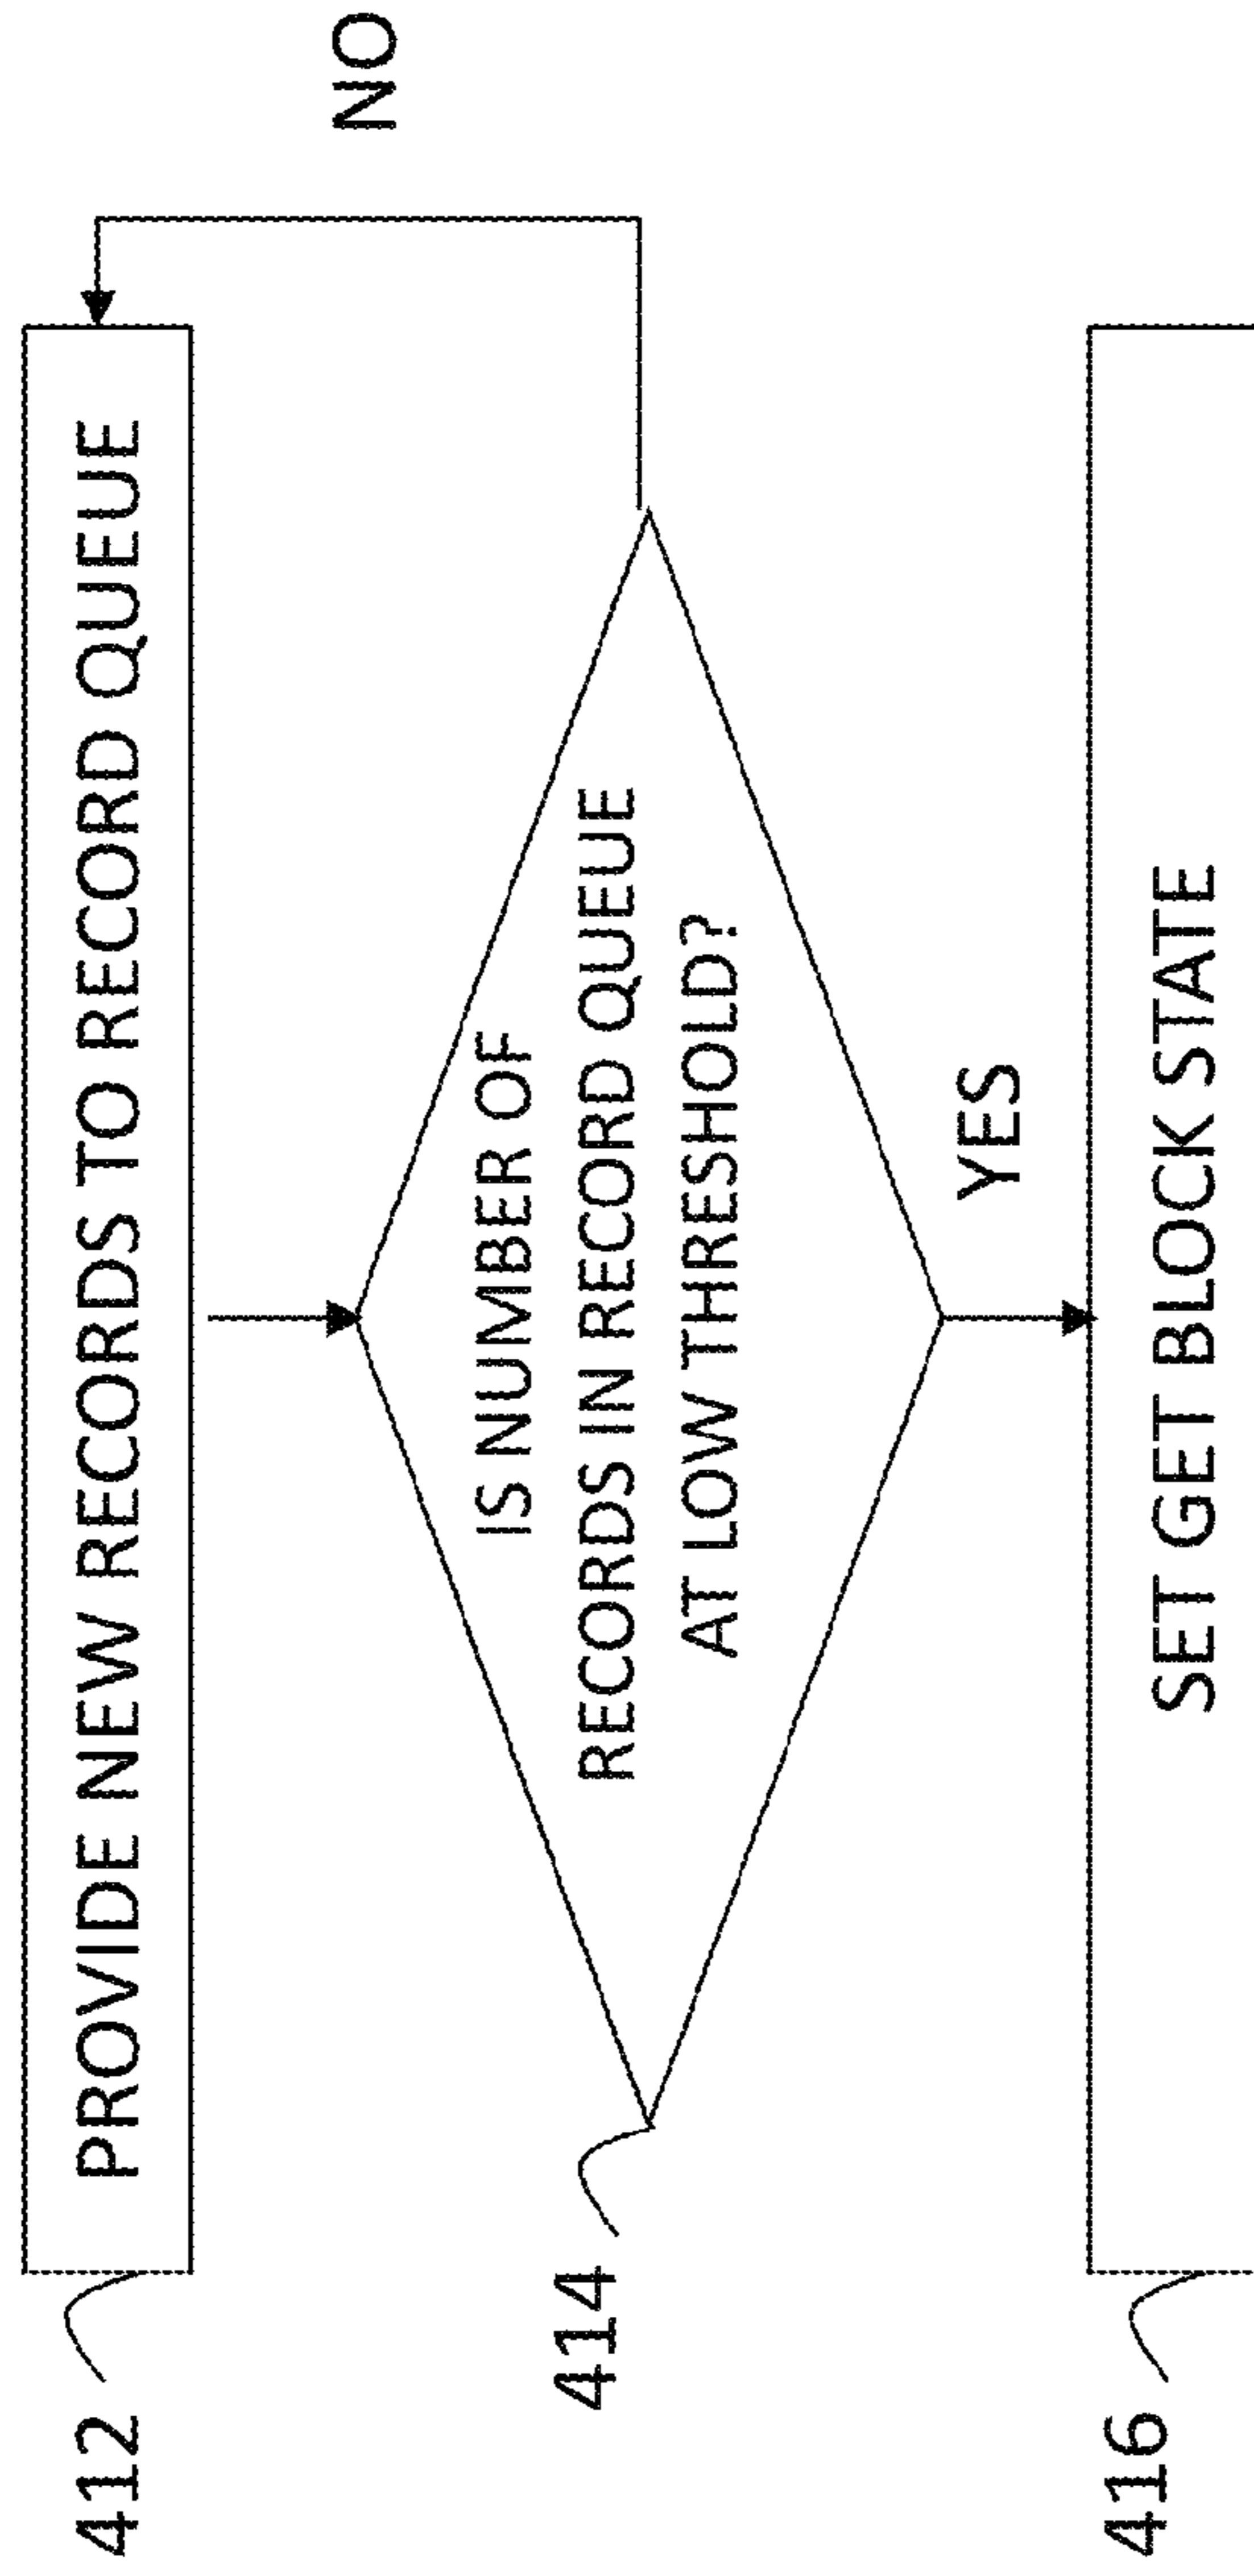 412
PROVIDE NEW RECORDS TO RECORD QUEUE
NO
414
IS NUMBER OF
RECORDS IN RECORD QUEUE
AT LOW THRESHOLD?
YES
416
SET GET BLOCK STATE